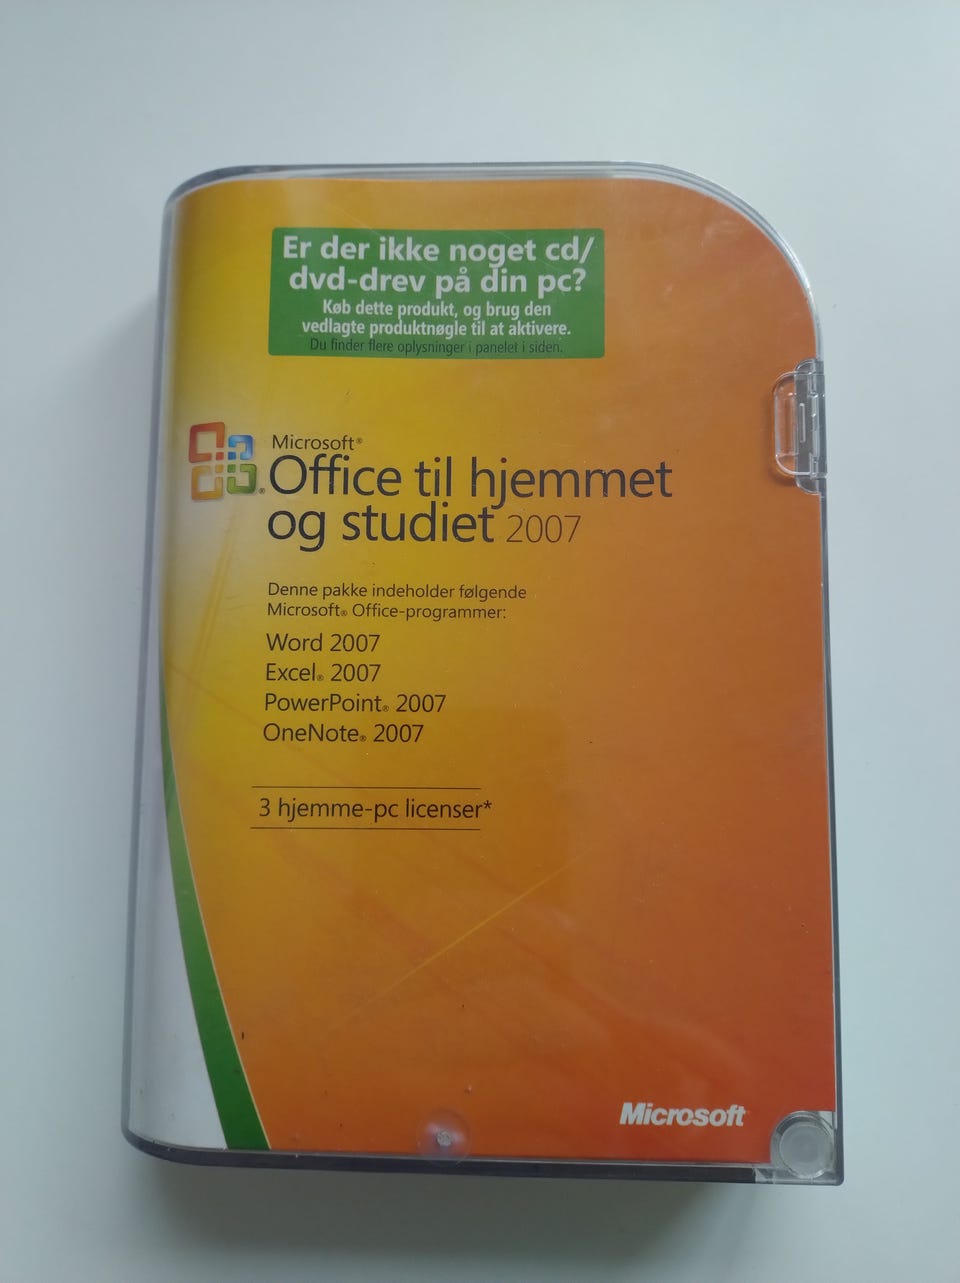 Er der ikke noget cd/
dvd-drev på din pc?
Køb dette produkt, og brug den
vedlagte produktnøgle til at aktivere.
Du finder flere oplysninger i panelet i siden.
Microsoft®
Office til hjemmet
og studiet 2007
Denne pakke indeholder følgende
Microsoft® Office-programmer:
Word 2007
Excel® 2007
PowerPoint® 2007
OneNote® 2007
3 hjemme-pc licenser*
Microsoft